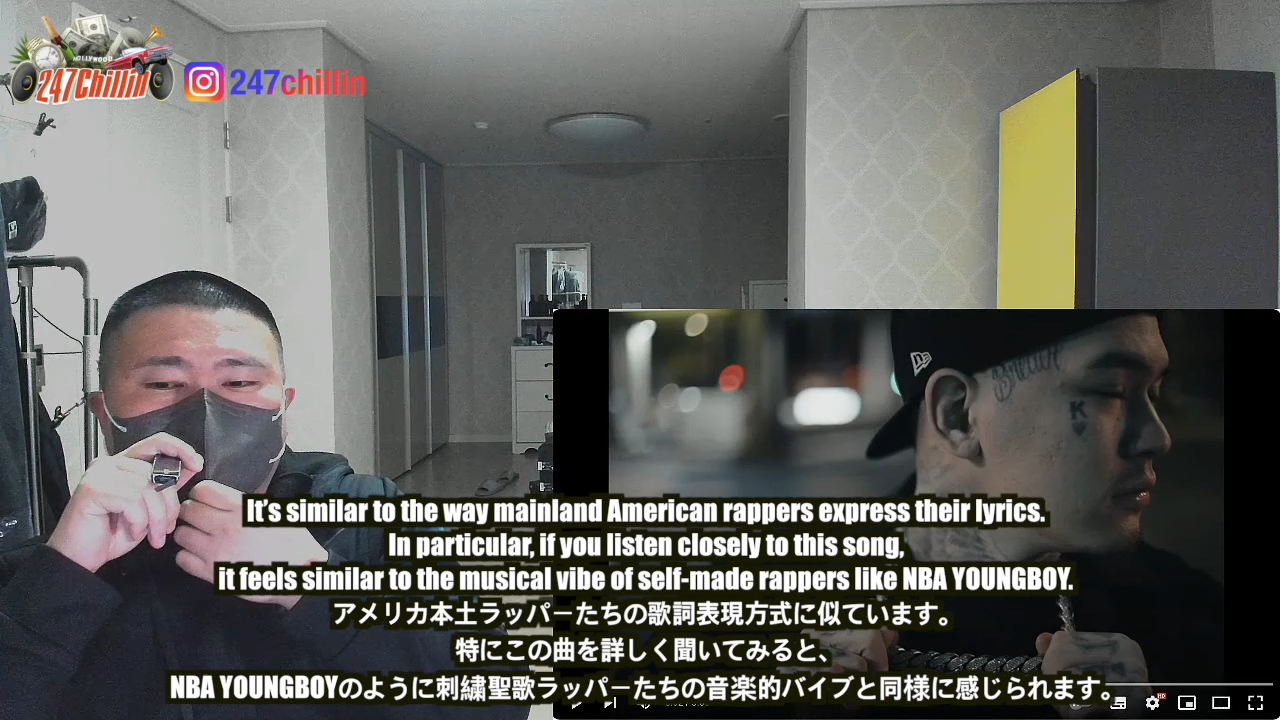 HOLLYWOOD
247Chillin
247chillin
Breath
K
It's similar to the way mainland American rappers express their lyrics.
In particular, if you listen closely to this song,
it feels similar to the musical vibe of self-made rappers like NBA YOUNGBOY.
アメリカ本土ラッパーたちの歌詞表現方式に似ています。
特にこの曲を詳しく聞いてみると、
NBA YOUNGBOYのように刺繍聖歌ラッパーたちの音楽的バイブと同様に感じられます。
HD